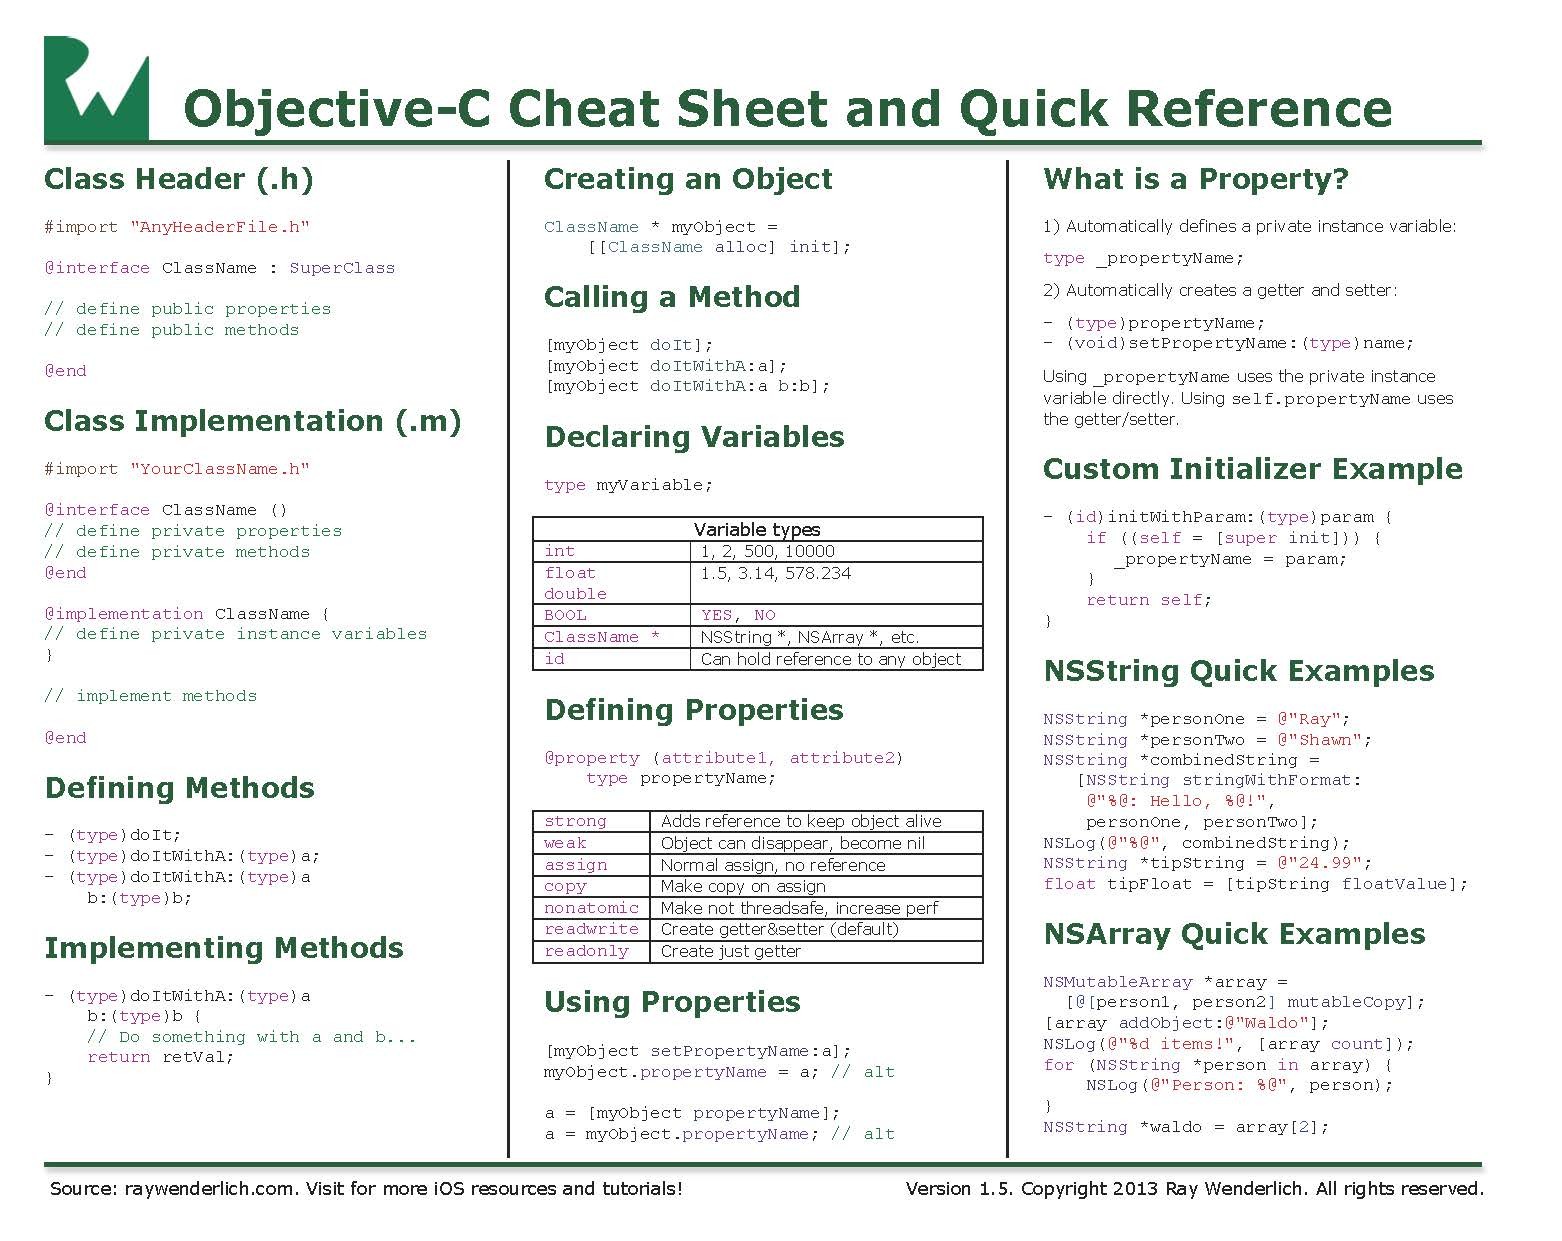 RW
Objective-C Cheat Sheet and Quick Reference
Class Header (.h)
#import "AnyHeaderFile.h"
@interface ClassName : SuperClass
// define public properties
// define public methods
@end
Class Implementation (.m)
#import "YourClassName.h"
@interface ClassName ()
// define private properties
// define private methods
@end
@implementation ClassName {
// define private instance variables
}
// implement methods
@end
Defining Methods
- (type)doIt;
- (type)doItWithA:(type)a;
- (type)doItWithA:(type)a
b:(type)b;
Implementing Methods
- (type)doItWithA:(type)a
b:(type)b {
// Do something with a and b...
return retVal;
}
Creating an Object
ClassName * myObject =
[[ClassName alloc] init];
Calling a Method
[myObject doIt];
[myObject doItWithA:a];
[myObject doItWithA:a b:b];
Declaring Variables
type myVariable;
Variable types
int 1, 2, 500, 10000
float 1.5, 3.14, 578.234
double
BOOL YES, NO
ClassName * NSString *, NSArray *, etc.
id Can hold reference to any object
Defining Properties
@property (attribute1, attribute2)
type propertyName;
strong Adds reference to keep object alive
weak Object can disappear, become nil
assign Normal assign, no reference
copy Make copy on assign
nonatomic Make not threadsafe, increase perf
readwrite Create getter&setter (default)
readonly Create just getter
Using Properties
[myObject setPropertyName:a];
myObject.propertyName = a; // alt
a = [myObject propertyName];
a = myObject.propertyName; // alt
What is a Property?
1) Automatically defines a private instance variable:
type _propertyName;
2) Automatically creates a getter and setter:
- (type)propertyName;
- (void)setPropertyName:(type)name;
Using _propertyName uses the private instance
variable directly. Using self.propertyName uses
the getter/setter.
Custom Initializer Example
- (id)initWithParam:(type)param {
if ((self = [super init])) {
_propertyName = param;
}
return self;
}
NSString Quick Examples
NSString *personOne = @"Ray";
NSString *personTwo = @"Shawn";
NSString *combinedString =
[NSString stringWithFormat:
@"%@: Hello, %@!",
personOne, personTwo];
NSLog(@"%@", combinedString);
NSString *tipString = @"24.99";
float tipFloat = [tipString floatValue];
NSArray Quick Examples
NSMutableArray *array =
[@[person1, person2] mutableCopy];
[array addObject:@"Waldo"];
NSLog(@"%d items!", [array count]);
for (NSString *person in array) {
NSLog(@"Person: %@", person);
}
NSString *waldo = array[2];
Source: raywenderlich.com. Visit for more iOS resources and tutorials!
Version 1.5. Copyright 2013 Ray Wenderlich. All rights reserved.